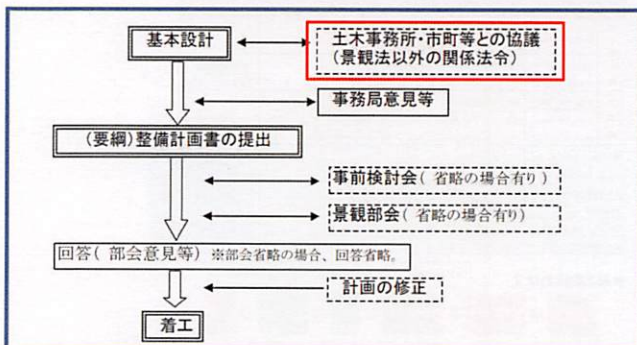 基本設計
土木事務所・市町等との協議
(景観法以外の関係法令)
事務局意見等
(要綱)整備計画書の提出
事前検討会( 省略の場合有り )
景観部会( 省略の場合有り)
回答( 部会意見等) ※部会省略の場合、回答省略。
計画の修正
着工